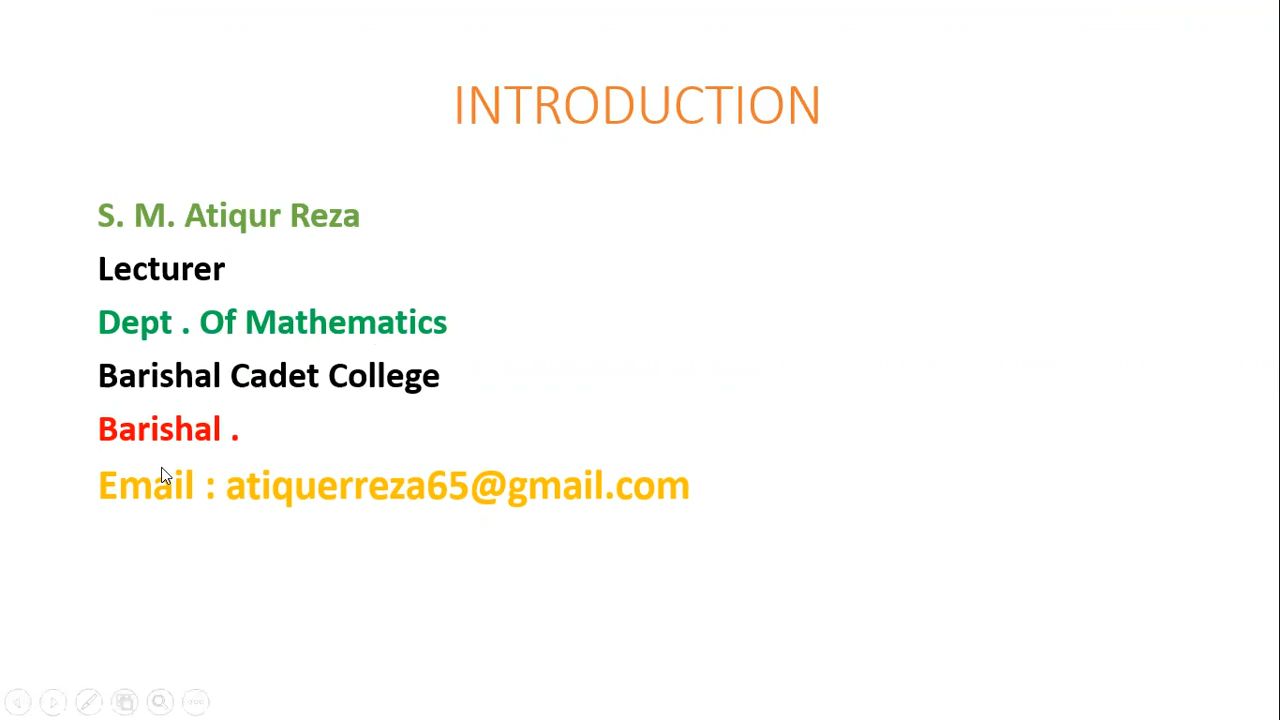 INTRODUCTION
S. M. Atiqur Reza
Lecturer
Dept . Of Mathematics
Barishal Cadet College
Barishal .
Email : atiquerreza65@gmail.com